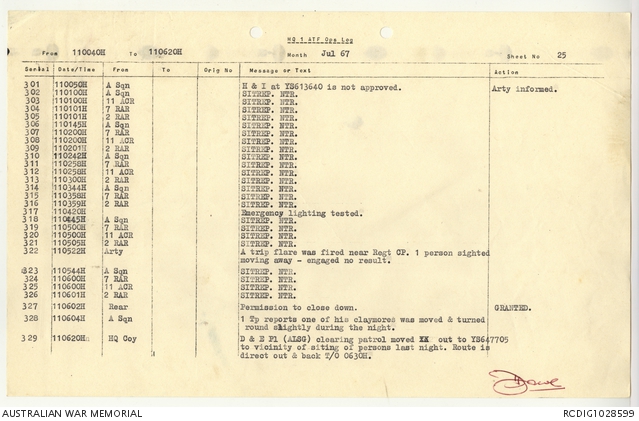 HQ 1 ATF Ops Log
From 110040H To 110620H Month Jul 67 Sheet No 25
Serial Date/Time From To Orig No Message or Text Action
301 110050H A Sqn H & I at YS613640 is not approved. Arty informed.
302 110100H A Sqn SITREP. NTR.
303 110100H 11 ACR SITREP. NTR.
304 110101H 7 RAR SITREP. NTR.
305 110101H 2 RAR SITREP. NTR.
306 110145H A Sqn SITREP. NTR.
307 110200H 7 RAR SITREP. NTR.
308 110200H 11 ACR SITREP. NTR.
309 110201H 2 RAR SITREP. NTR.
310 110242H A Sqn SITREP. NTR.
311 110258H 7 RAR SITREP. NTR.
312 110258H 11 ACR SITREP. NTR.
313 110300H 2 RAR SITREP. NTR.
314 110344H A Sqn SITREP. NTR.
315 110358H 7 RAR SITREP. NTR.
316 110359H 2 RAR SITREP. NTR.
317 110420H Emergency lighting tested.
318 110445H A Sqn SITREP. NTR.
319 110500H 7 RAR SITREP. NTR.
320 110500H 11 ACR SITREP. NTR.
321 110505H 2 RAR SITREP. NTR.
322 110522H Arty A trip flare was fired near Regt CP. 1 person sighted
moving away - engaged no result.
323 110544H A Sqn SITREP. NTR.
324 110600H 7 RAR SITREP. NTR.
325 110600H 11 ACR SITREP. NTR.
326 110601H 2 RAR SITREP. NTR.
327 110602H Rear Permission to close down. GRANTED.
328 110604H A Sqn 1 Tp reports one of his claymores was moved & turned
round slightly during the night.
329 110620H HQ Coy D & E Pl (ALSG) clearing patrol moved XX out to YS647705
to vicinity of siting of persons last night. Route is
direct out & back T/O 0630H.
AUSTRALIAN WAR MEMORIAL RCDIG1028599